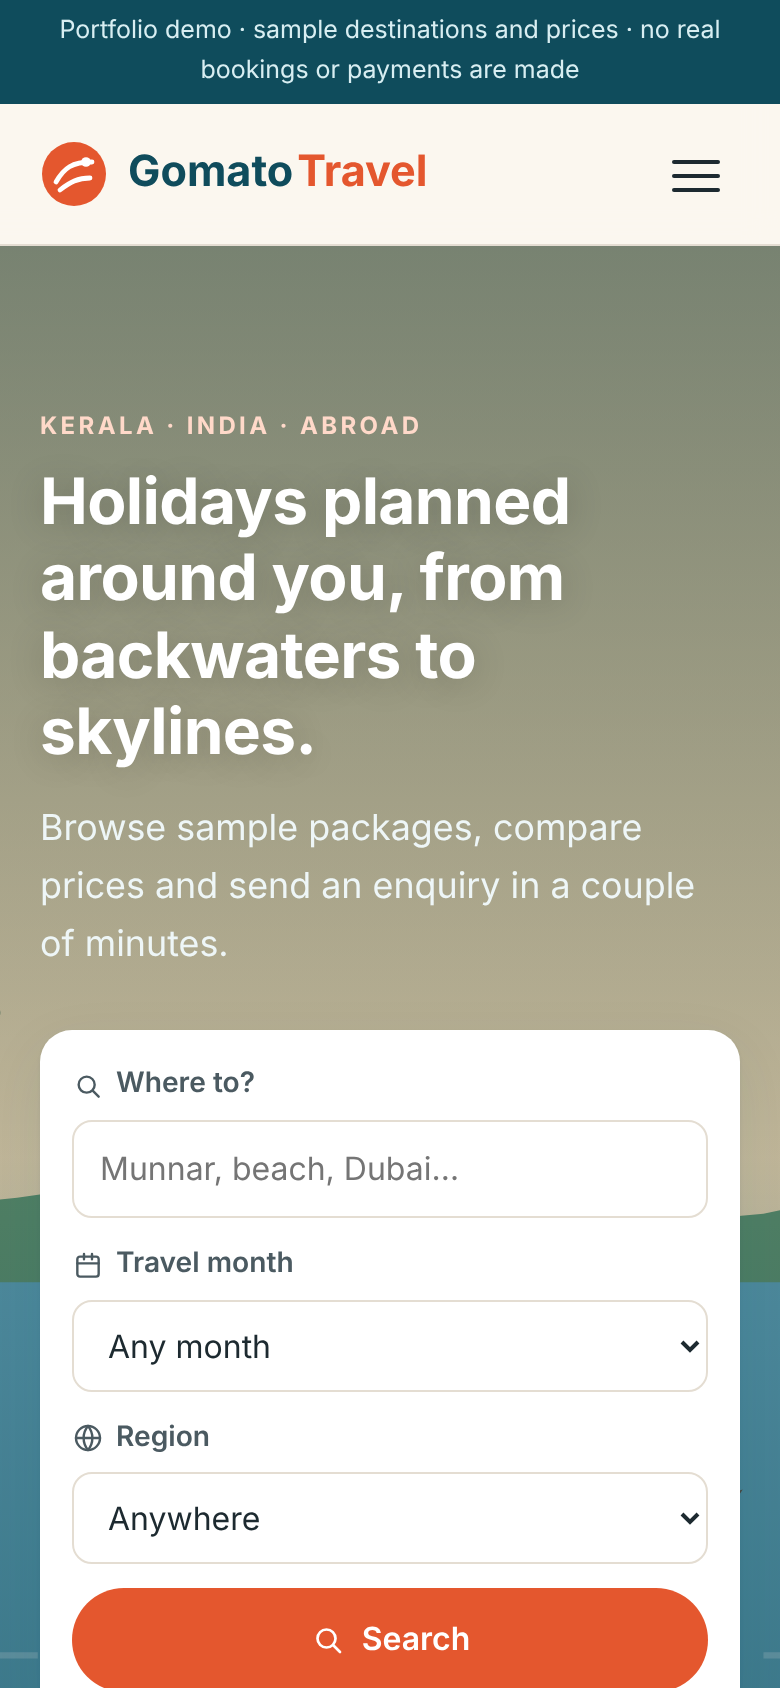 Portfolio demo · sample destinations and prices · no real
bookings or payments are made
Gomato Travel
KERALA · INDIA · ABROAD
Holidays planned
around you, from
backwaters to
skylines.
Browse sample packages, compare
prices and send an enquiry in a couple
of minutes.
Where to?
Munnar, beach, Dubai...
Travel month
Any month
Region
Anywhere
Search